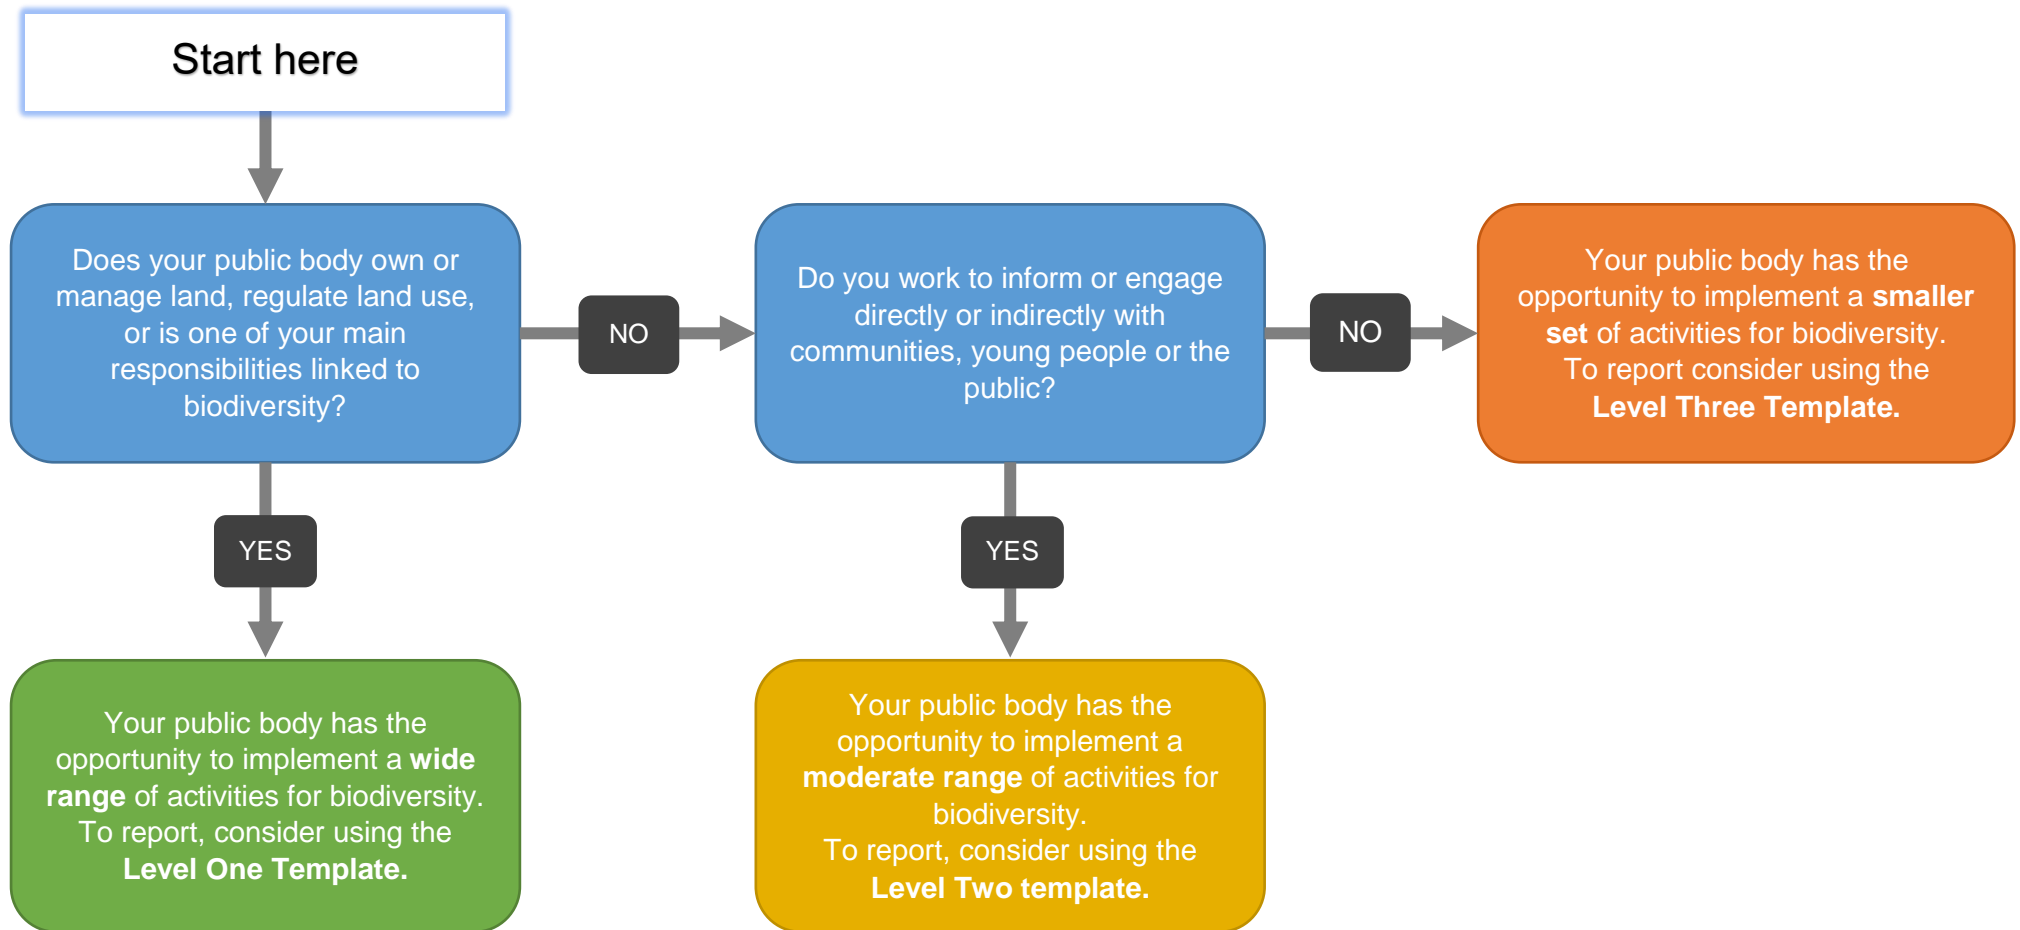 Start here
Does your public body own or
manage land, regulate land use,
or is one of your main
responsibilities linked to
biodiversity?
NO
Do you work to inform or engage
directly or indirectly with
communities, young people or the
public?
NO
Your public body has the
opportunity to implement a smaller
set of activities for biodiversity.
To report consider using the
Level Three Template.
YES
YES
Your public body has the
opportunity to implement a wide
range of activities for biodiversity.
To report, consider using the
Level One Template.
Your public body has the
opportunity to implement a
moderate range of activities for
biodiversity.
To report, consider using the
Level Two template.